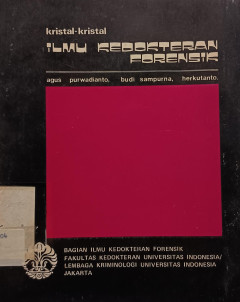 kristal-kristal
ILMU KEDOKTERAN
FORENSIK
agus purwadianto, budi sampurna, herkutanto.
BAGIAN ILMU KEDOKTERAN FORENSIK
FAKULTAS KEDOKTERAN UNIVERSITAS INDONESIA/
LEMBAGA KRIMINOLOGI UNIVERSITAS INDONESIA
JAKARTA